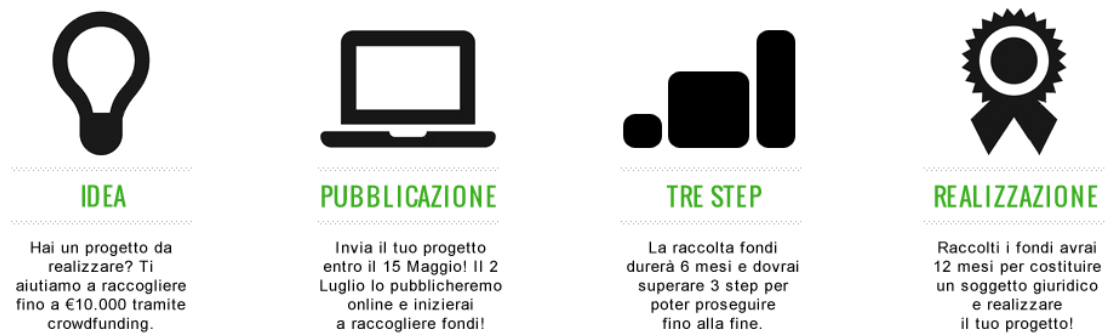 IDEA
Hai un progetto da
realizzare? Ti
aiutiamo a raccogliere
fino a €10.000 tramite
crowdfunding.
PUBBLICAZIONE
Invia il tuo progetto
entro il 15 Maggio! Il 2
Luglio lo pubblicheremo
online e inizierai
a raccogliere fondi!
TRE STEP
La raccolta fondi
durerà 6 mesi e dovrai
superare 3 step per
poter proseguire
fino alla fine.
REALIZZAZIONE
Raccolti i fondi avrai
12 mesi per costituire
un soggetto giuridico
e realizzare
il tuo progetto!